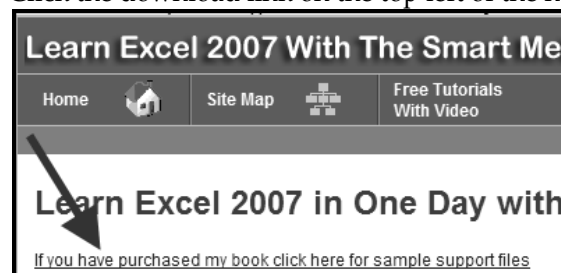 Learn Excel 2007 With The Smart Me
Home
Site Map
Free Tutorials
With Video
Learn Excel 2007 in One Day with
If you have purchased my book click here for sample support files